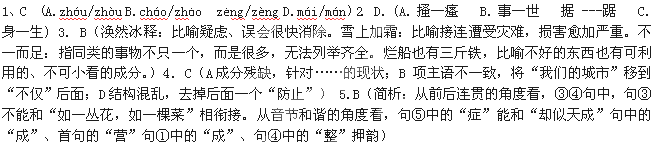 1、C (A.zhóu/zhòu B.cháo/zhāo  zèng/zēng D.mái/mán) 2 D. (A. 搔一瘙  B. 事一世  据 ---踞  C.
身一生) 3. B (涣然冰释：比喻疑虑、误会很快消除。雪上加霜：比喻接连遭受灾难，损害愈加严重。不
一而足：指同类的事物不只一个，而是很多，无法列举齐全。烂船也有三斤铁，比喻不好的东西也有可利
用的、不可小看的成分。) 4. C (A成分残缺，针对……的现状；B 项主语不一致，将“我们的城市”移到
“不仅”后面；D结构混乱，去掉后面一个“防止”) 5.B (简析：从前后连贯的角度看，③④句中，句③
不能和“如一丛花，如一棵菜”相衔接。从音节和谐的角度看，句⑤中的“症”能和“却似天成”句中的
“成”、首句的“营”句①中的“成”、句④中的“整”押韵)